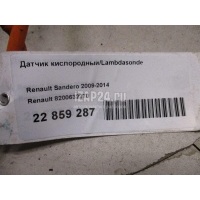 Датчик кислородный/Lambdasonde
Renault Sandero 2009-2014
Renault
22 859 287